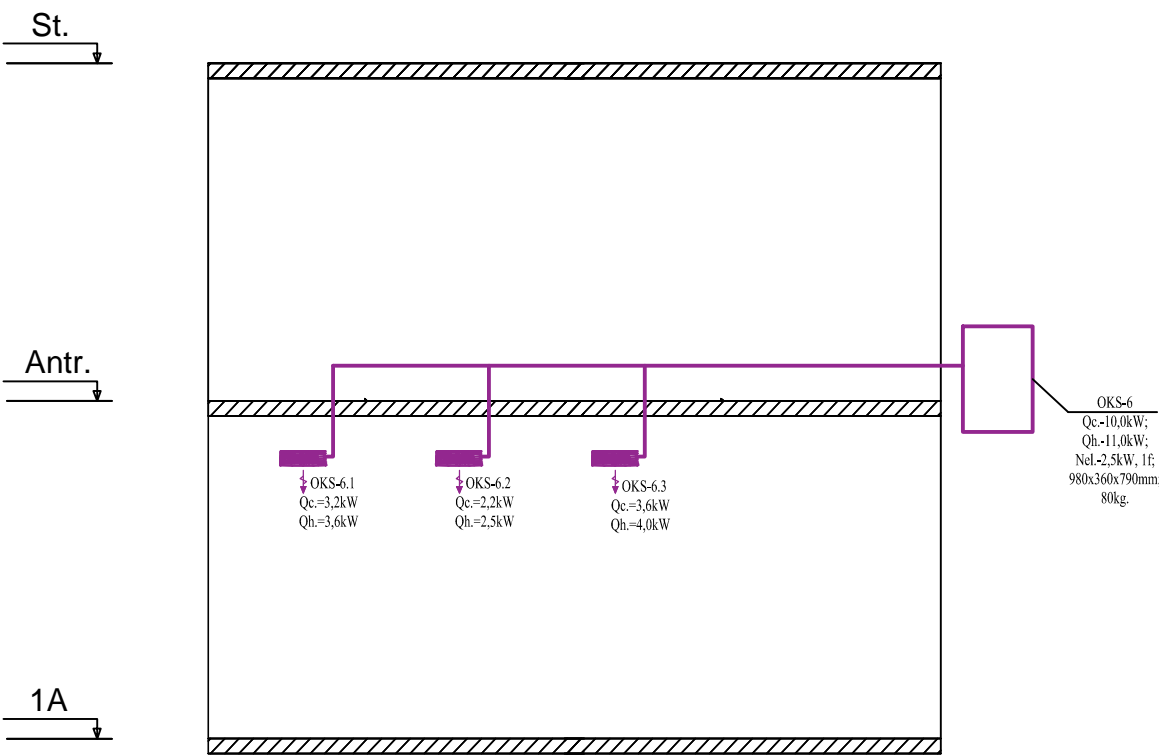 St.
Antr.
OKS-6
Qc.-10,0kW;
Qh.-11,0kW;
Nel.-2,5kW, 1f;
980x360x790mm;
80kg.
OKS-6.1
Qc.=3,2kW
Qh.=3,6kW
OKS-6.2
Qc.=2,2kW
Qh.=2,5kW
OKS-6.3
Qc.=3,6kW
Qh.=4,0kW
1A